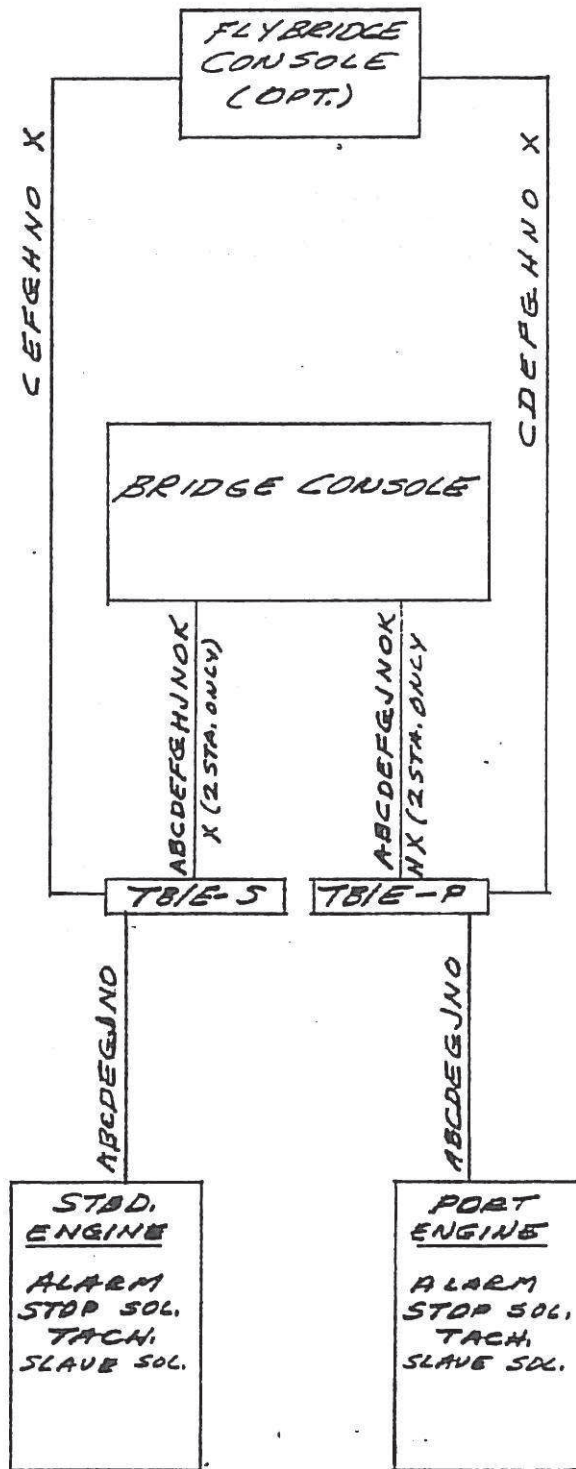 FLYBRIDGE
CONSOLE
(OPT.)
CEFGHNO X
CDEFGHNO X
BRIDGE CONSOLE
ABCDEFGHJNOK
X (2 STA. ONLY)
ABCDEFGJNOK
HX (2 STA. ONLY
TB1E-S
TB1E-P
ABCDEGJNO
ABCDEGJNO
STBD.
ENGINE
ALARM
STOP SOL.
TACH.
SLAVE SOL.
PORT
ENGINE
ALARM
STOP SOL.
TACH.
SLAVE SOL.